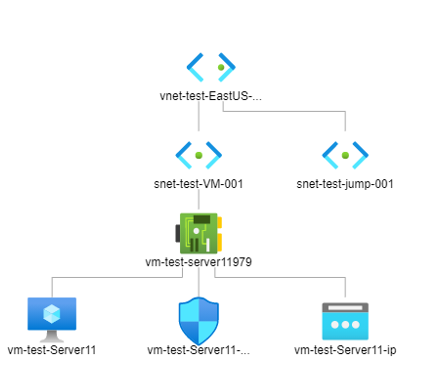 vnet-test-EastUS-...
snet-test-VM-001 snet-test-jump-001
vm-test-server11979
vm-test-Server11 vm-test-Server11-... vm-test-Server11-ip